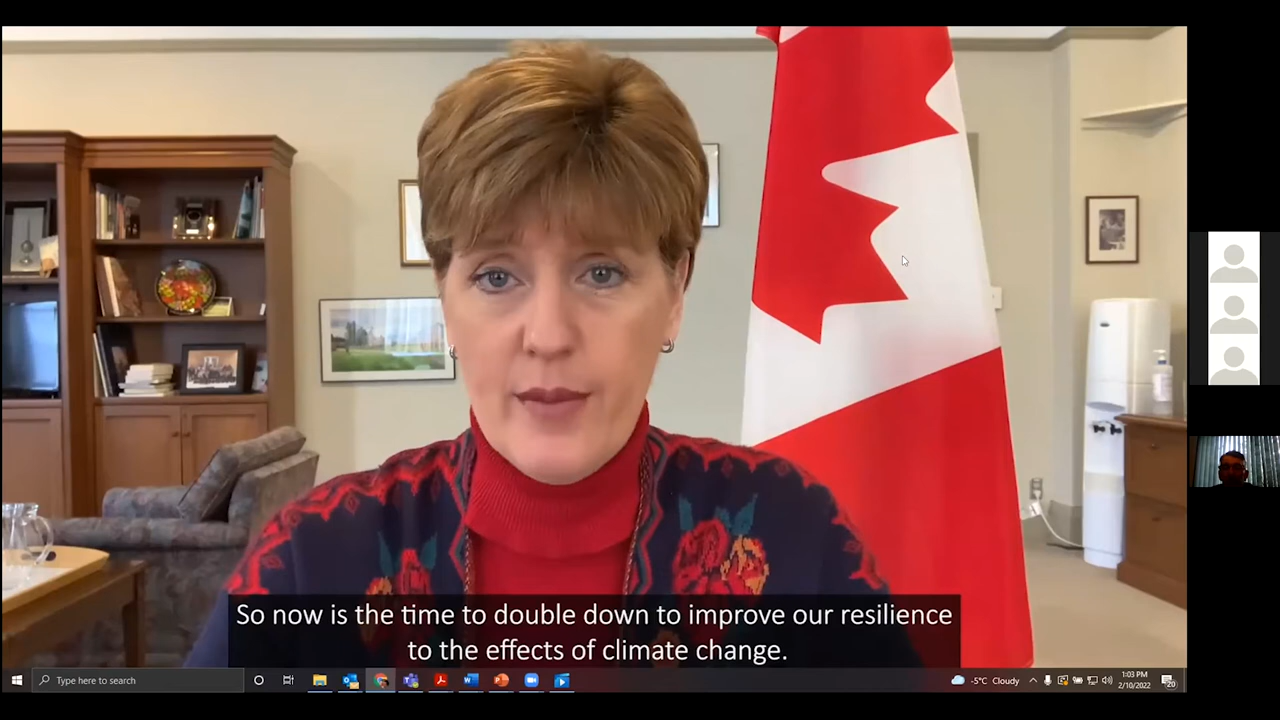 So now is the time to double down to improve our resilience
to the effects of climate change.
Type here to search
-5°C Cloudy
1:03 PM
2/10/2022
20